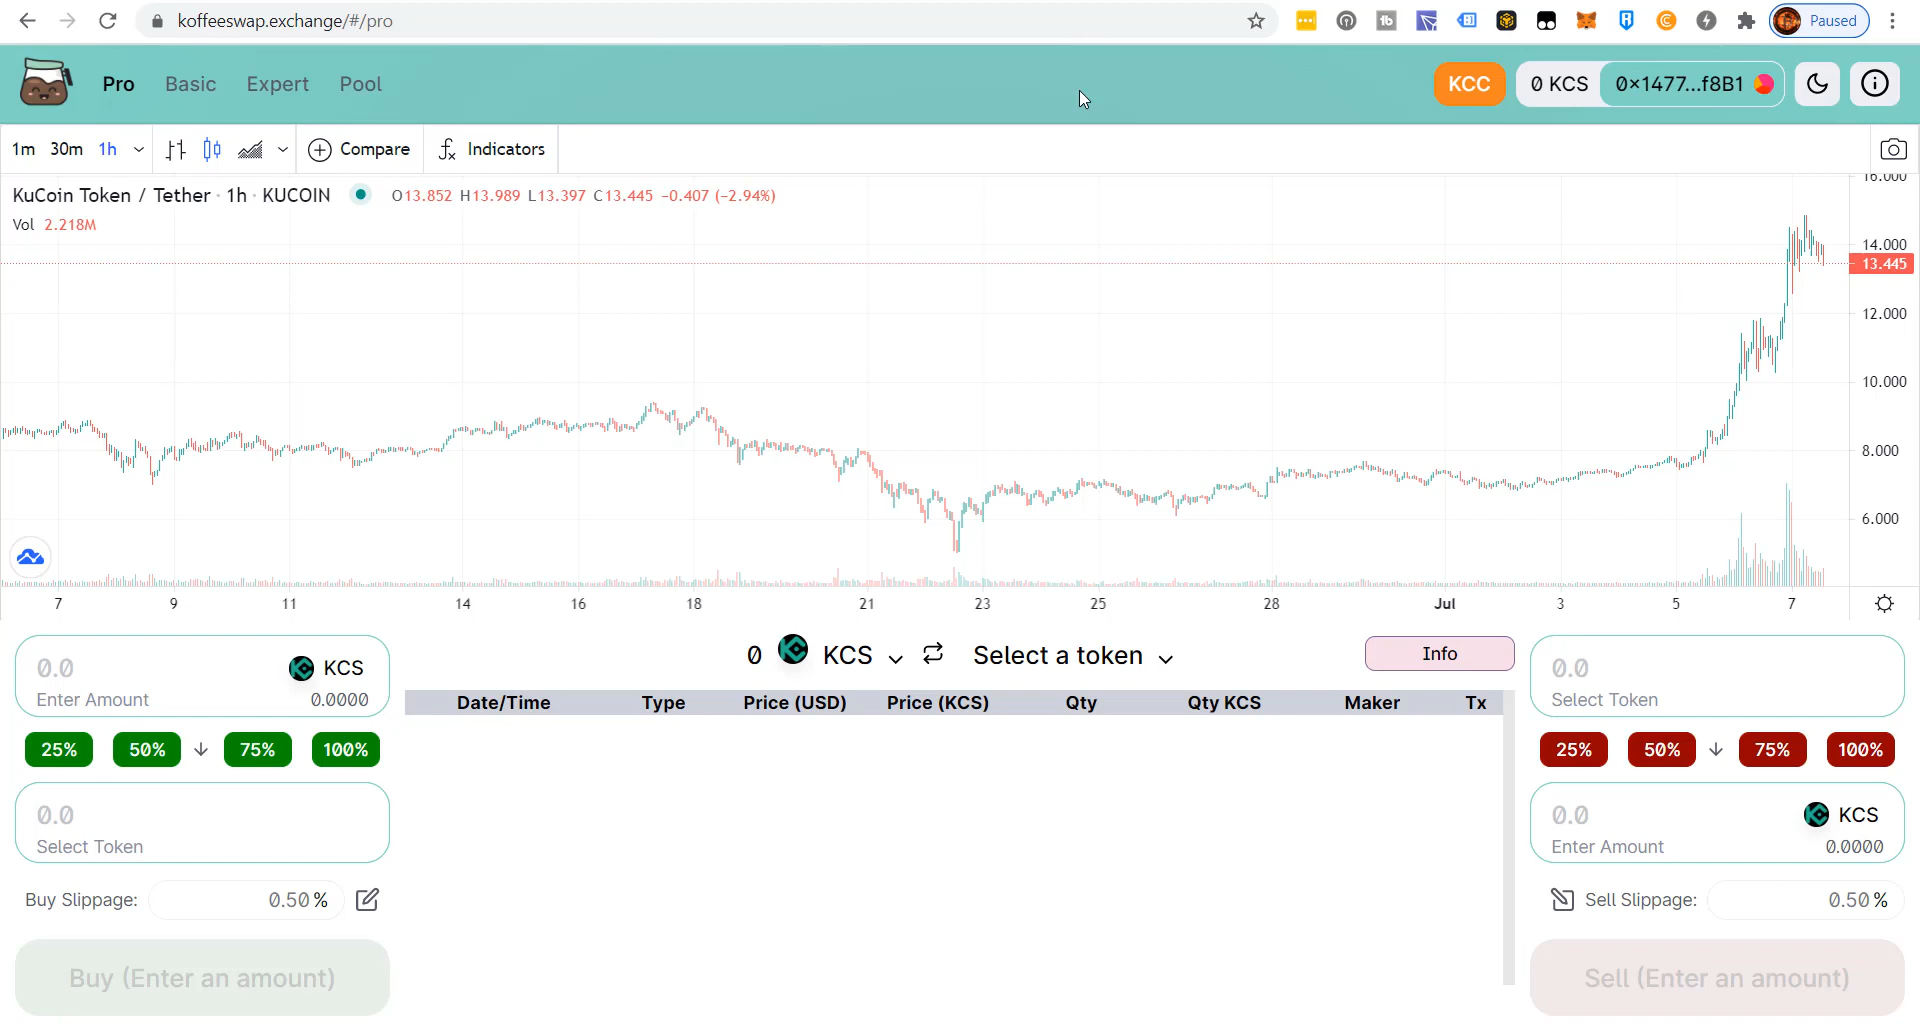 koffeeswap.exchange/#/pro
Paused
Pro Basic Expert Pool
KCC 0 KCS 0×1477...f8B1
1m 30m 1h Compare Indicators
KuCoin Token / Tether · 1h · KUCOIN O13.852 H13.989 L13.397 C13.445 −0.407 (−2.94%)
Vol 2.218M
16.000
14.000
13.445
12.000
10.000
8.000
6.000
7 9 11 14 16 18 21 23 25 28 Jul 3 5 7
0.0 KCS
Enter Amount 0.0000
25% 50% 75% 100%
0.0
Select Token
Buy Slippage: 0.50 %
Buy (Enter an amount)
0 KCS Select a token Info
Date/Time Type Price (USD) Price (KCS) Qty Qty KCS Maker Tx
0.0
Select Token
25% 50% 75% 100%
0.0 KCS
Enter Amount 0.0000
Sell Slippage: 0.50 %
Sell (Enter an amount)